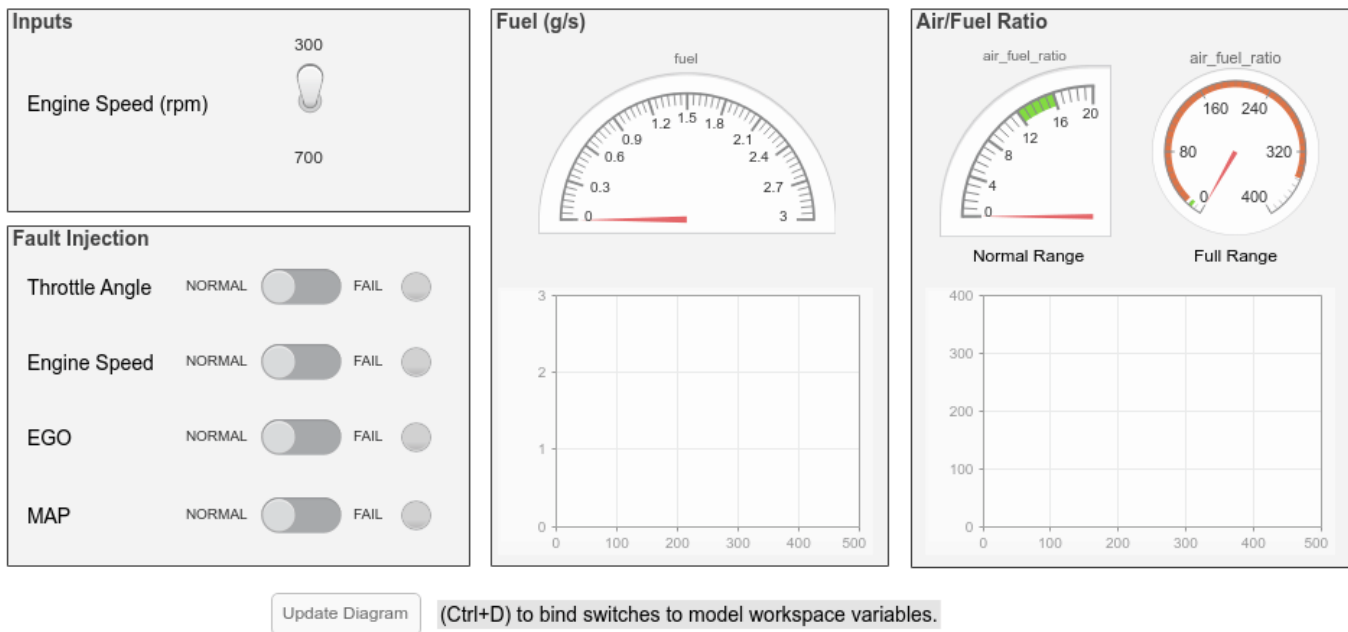 Inputs
300
Engine Speed (rpm)
700
Fault Injection
Throttle Angle NORMAL FAIL
Engine Speed NORMAL FAIL
EGO NORMAL FAIL
MAP NORMAL FAIL
Fuel (g/s)
fuel
0 0.3 0.6 0.9 1.2 1.5 1.8 2.1 2.4 2.7 3
3
2
1
0
0 100 200 300 400 500
Air/Fuel Ratio
air_fuel_ratio
0 4 8 12 16 20
Normal Range
air_fuel_ratio
0 80 160 240 320 400
Full Range
400
300
200
100
0
0 100 200 300 400 500
Update Diagram (Ctrl+D) to bind switches to model workspace variables.